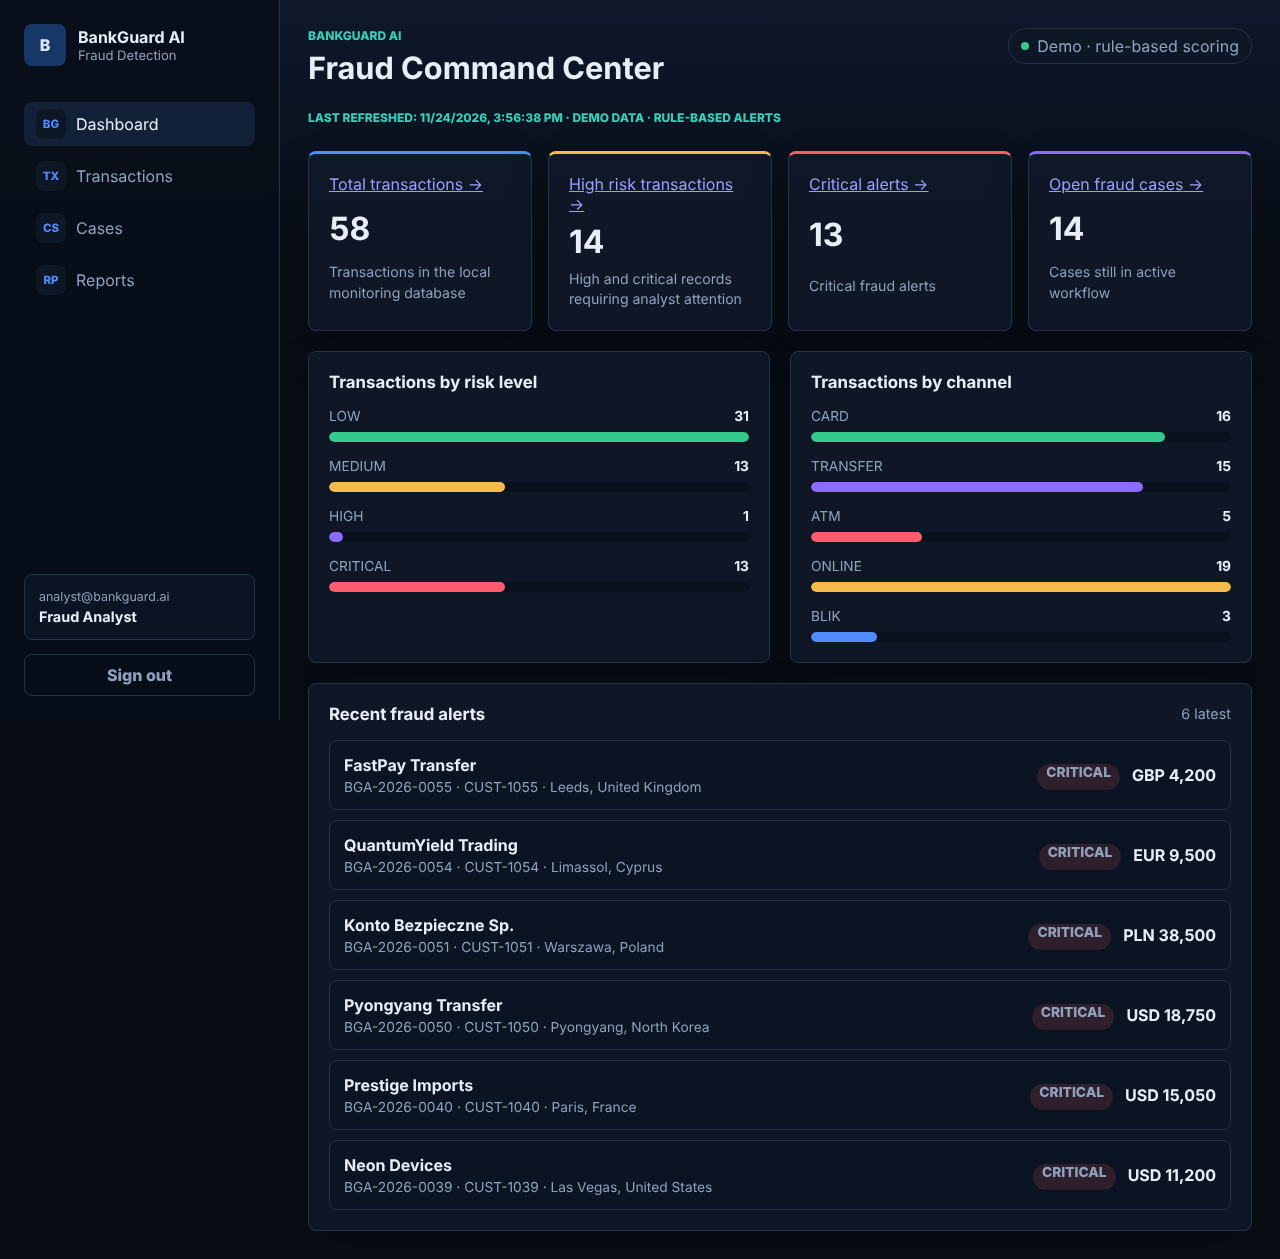 B
BankGuard AI
Fraud Detection
BG Dashboard
TX Transactions
CS Cases
RP Reports
analyst@bankguard.ai
Fraud Analyst
Sign out
BANKGUARD AI
Fraud Command Center
Demo · rule-based scoring
LAST REFRESHED: 11/24/2026, 3:56:38 PM · DEMO DATA · RULE-BASED ALERTS
Total transactions →
58
Transactions in the local
monitoring database
High risk transactions
→
14
High and critical records
requiring analyst attention
Critical alerts →
13
Critical fraud alerts
Open fraud cases →
14
Cases still in active
workflow
Transactions by risk level
LOW 31
MEDIUM 13
HIGH 1
CRITICAL 13
Transactions by channel
CARD 16
TRANSFER 15
ATM 5
ONLINE 19
BLIK 3
Recent fraud alerts 6 latest
FastPay Transfer
BGA-2026-0055 · CUST-1055 · Leeds, United Kingdom
CRITICAL GBP 4,200
QuantumYield Trading
BGA-2026-0054 · CUST-1054 · Limassol, Cyprus
CRITICAL EUR 9,500
Konto Bezpieczne Sp.
BGA-2026-0051 · CUST-1051 · Warszawa, Poland
CRITICAL PLN 38,500
Pyongyang Transfer
BGA-2026-0050 · CUST-1050 · Pyongyang, North Korea
CRITICAL USD 18,750
Prestige Imports
BGA-2026-0040 · CUST-1040 · Paris, France
CRITICAL USD 15,050
Neon Devices
BGA-2026-0039 · CUST-1039 · Las Vegas, United States
CRITICAL USD 11,200